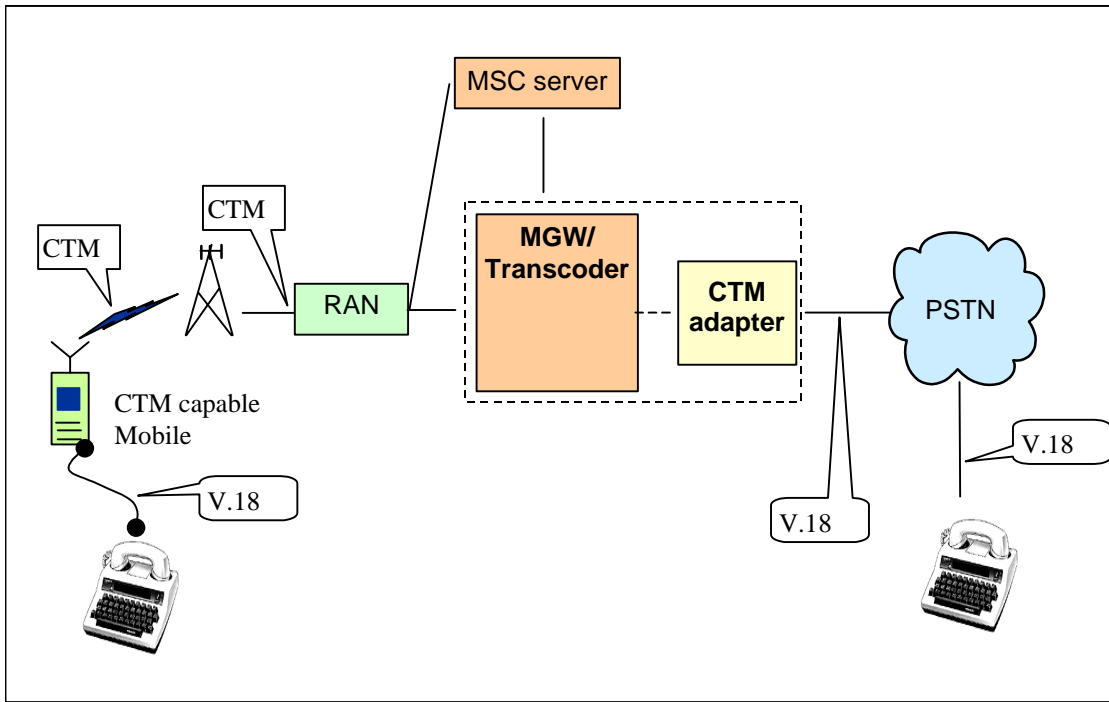 MSC server
CTM
CTM
MGW/
Transcoder
RAN
CTM
adapter
PSTN
CTM capable
Mobile
V.18
V.18
V.18